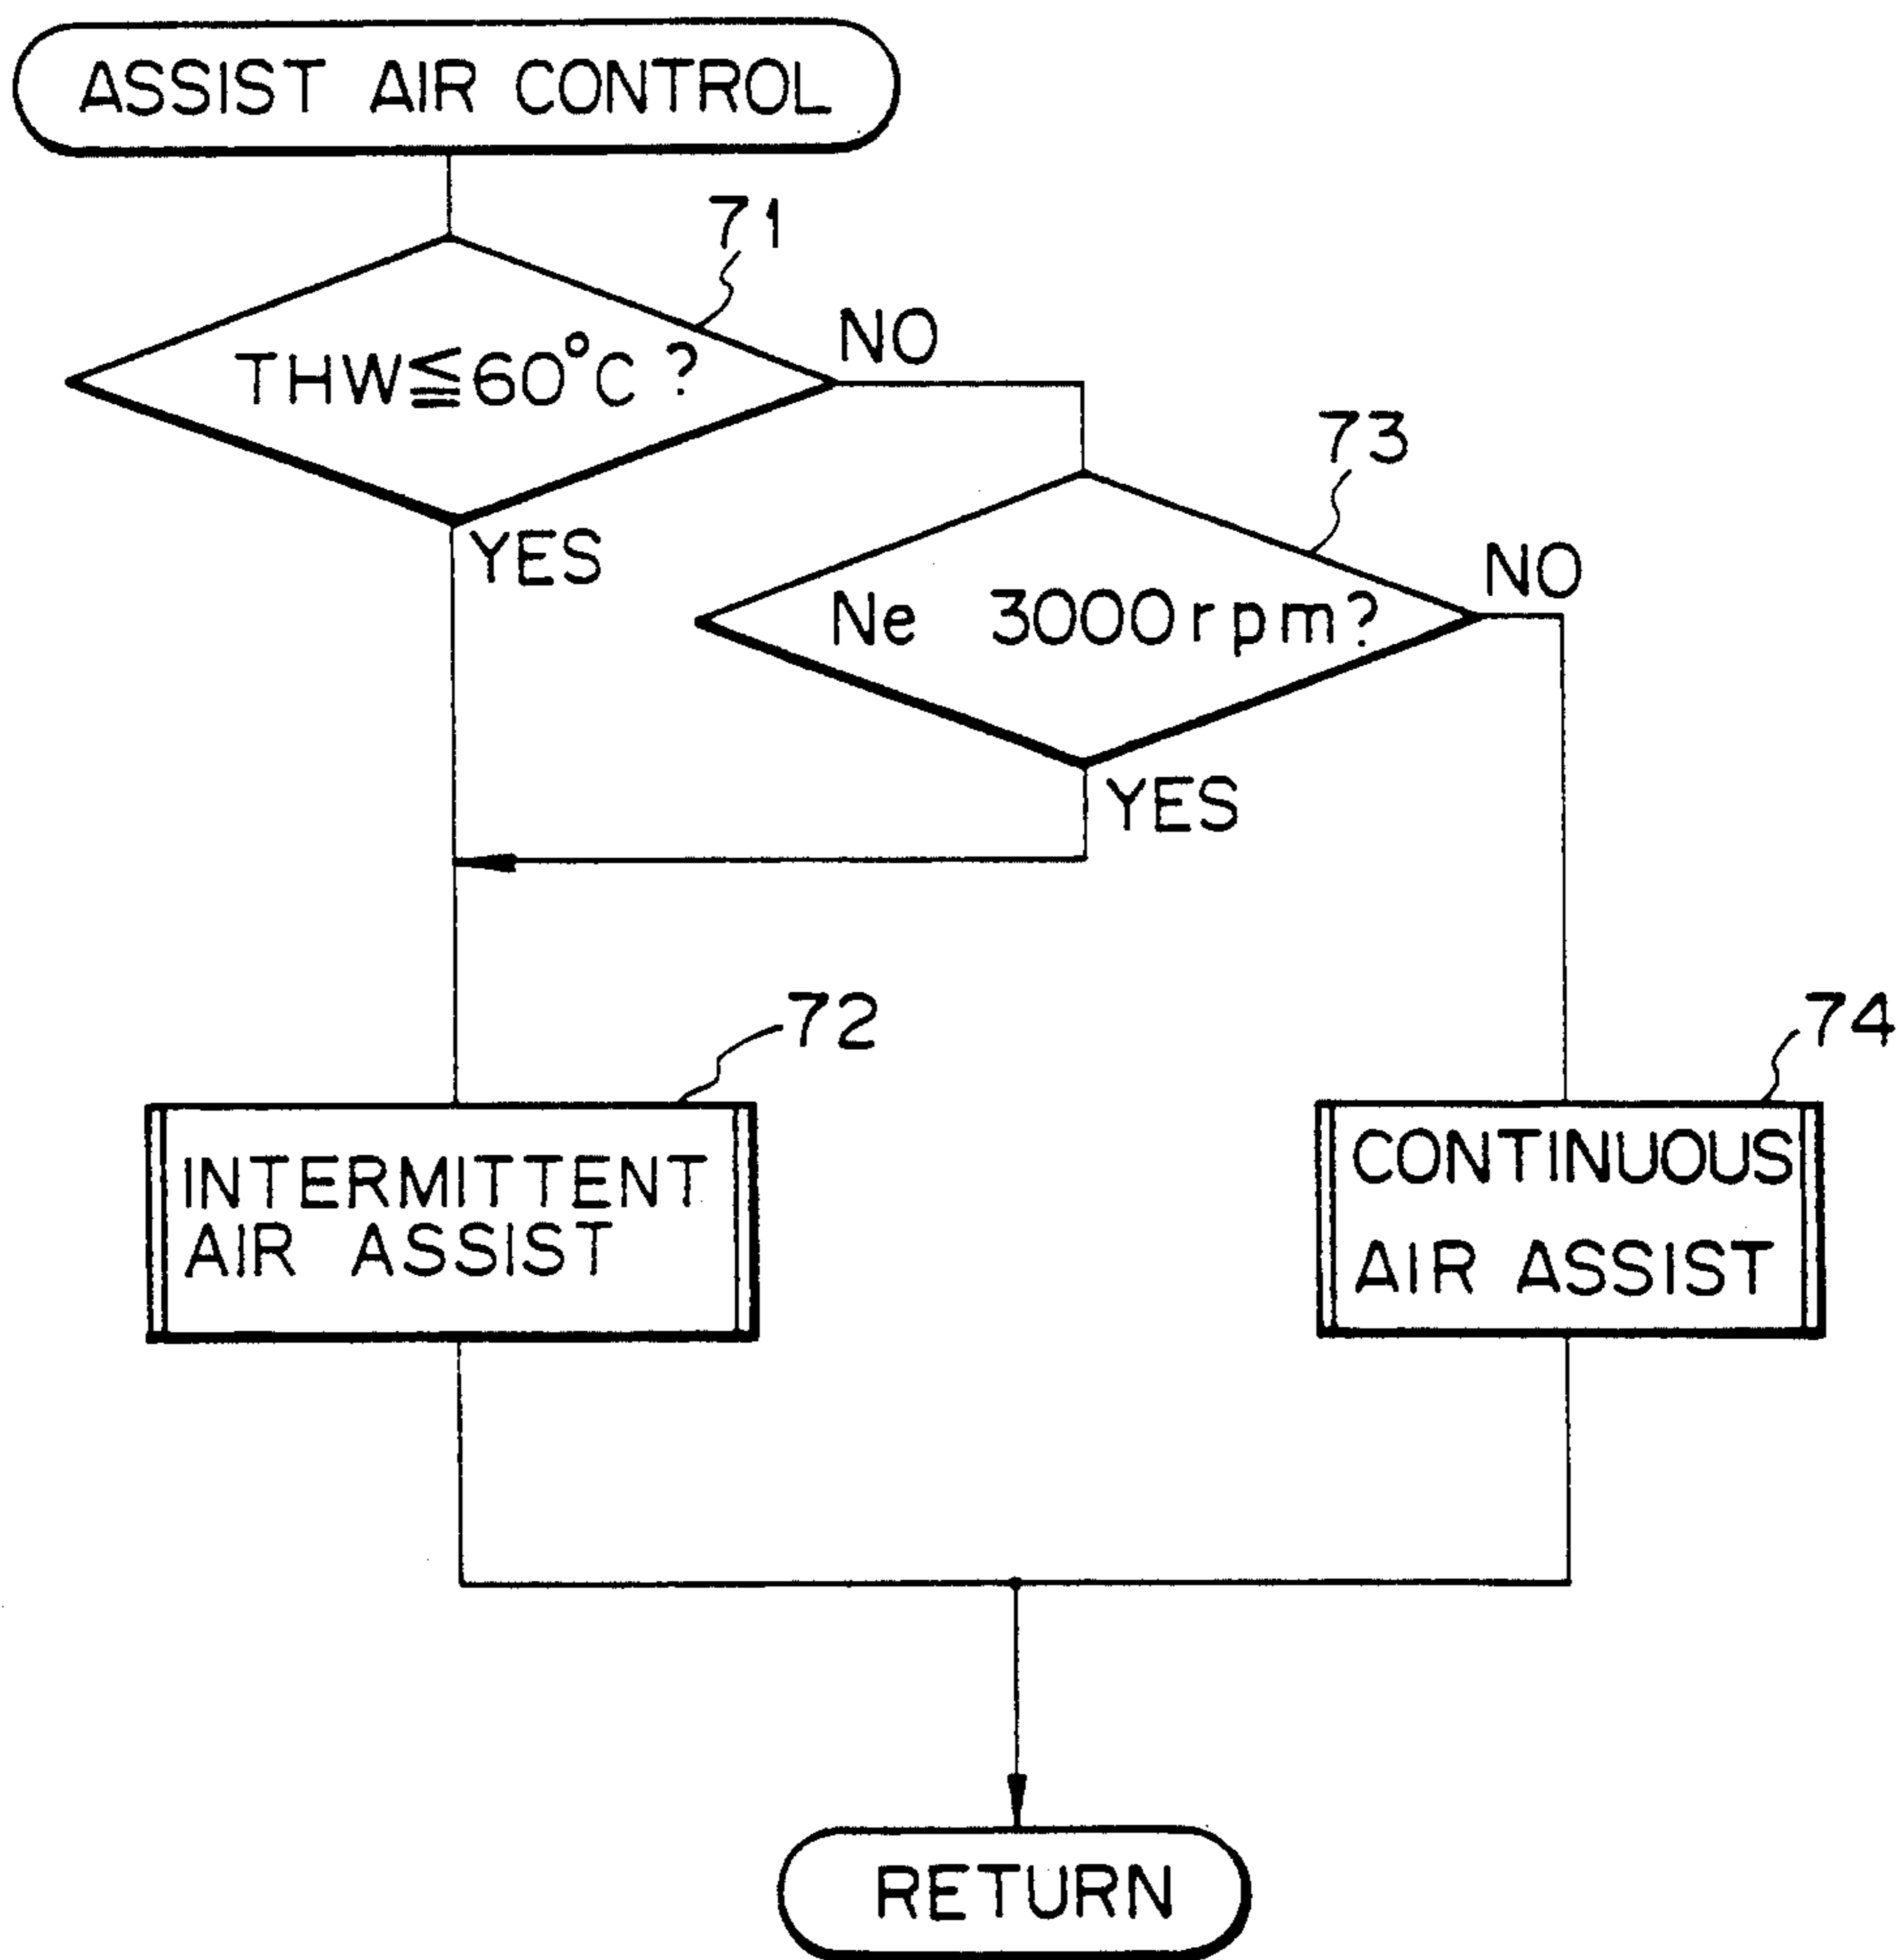 ASSIST AIR CONTROL
71
THW≦60°C ?
NO
YES
73
Ne 3000rpm?
NO
YES
72
INTERMITTENT
AIR ASSIST
74
CONTINUOUS
AIR ASSIST
RETURN